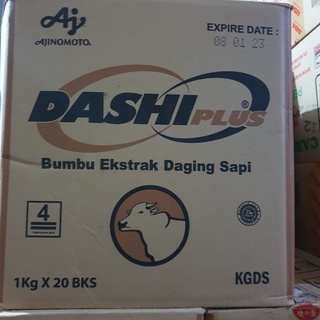 AJINOMOTO®
EXPIRE DATE :
08 01 23
DASHI PLUS®
Bumbu Ekstrak Daging Sapi
4
1Kg X 20 BKS
KGDS